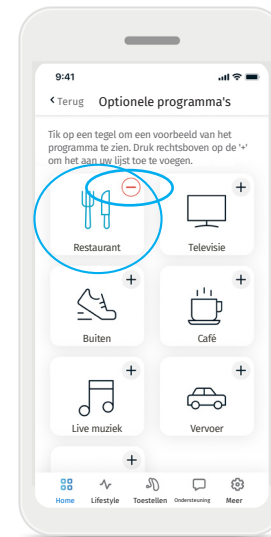 9:41
Terug Optionele programma's
Tik op een tegel om een voorbeeld van het
programma te zien. Druk rechtsboven op de '+'
om het aan uw lijst toe te voegen.
Restaurant Televisie
Buiten Café
Live muziek Vervoer
Home Lifestyle Toestellen Ondersteuning Meer